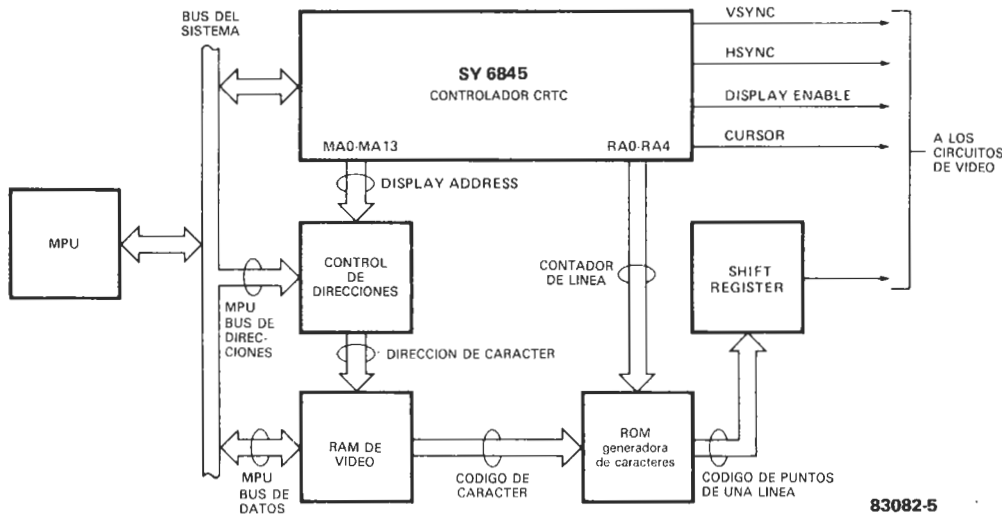 BUS DEL
SISTEMA
SY 6845
CONTROLADOR CRTC
MA0-MA13
RA0-RA4
VSYNC
HSYNC
DISPLAY ENABLE
CURSOR
A LOS
CIRCUITOS
DE VIDEO
DISPLAY ADDRESS
MPU
CONTROL
DE
DIRECCIONES
CONTADOR
DE LINEA
SHIFT
REGISTER
MPU
BUS DE
DIREC-
CIONES
DIRECCION DE CARACTER
RAM DE
VIDEO
ROM
generadora
de caracteres
MPU
BUS DE
DATOS
CODIGO DE
CARACTER
CODIGO DE PUNTOS
DE UNA LINEA
83082-5